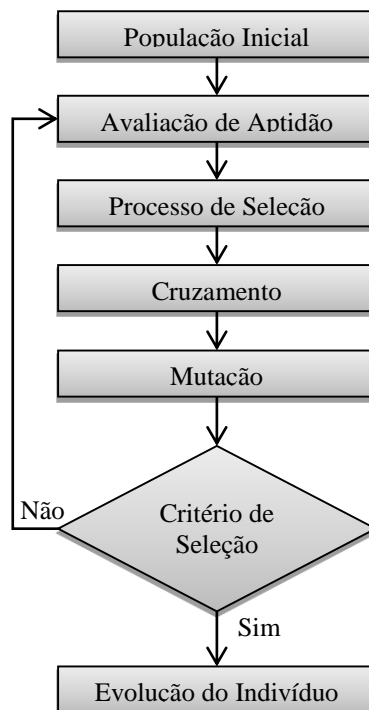 População Inicial
Avaliação de Aptidão
Processo de Seleção
Cruzamento
Mutação
Não
Critério de
Seleção
Sim
Evolução do Indivíduo